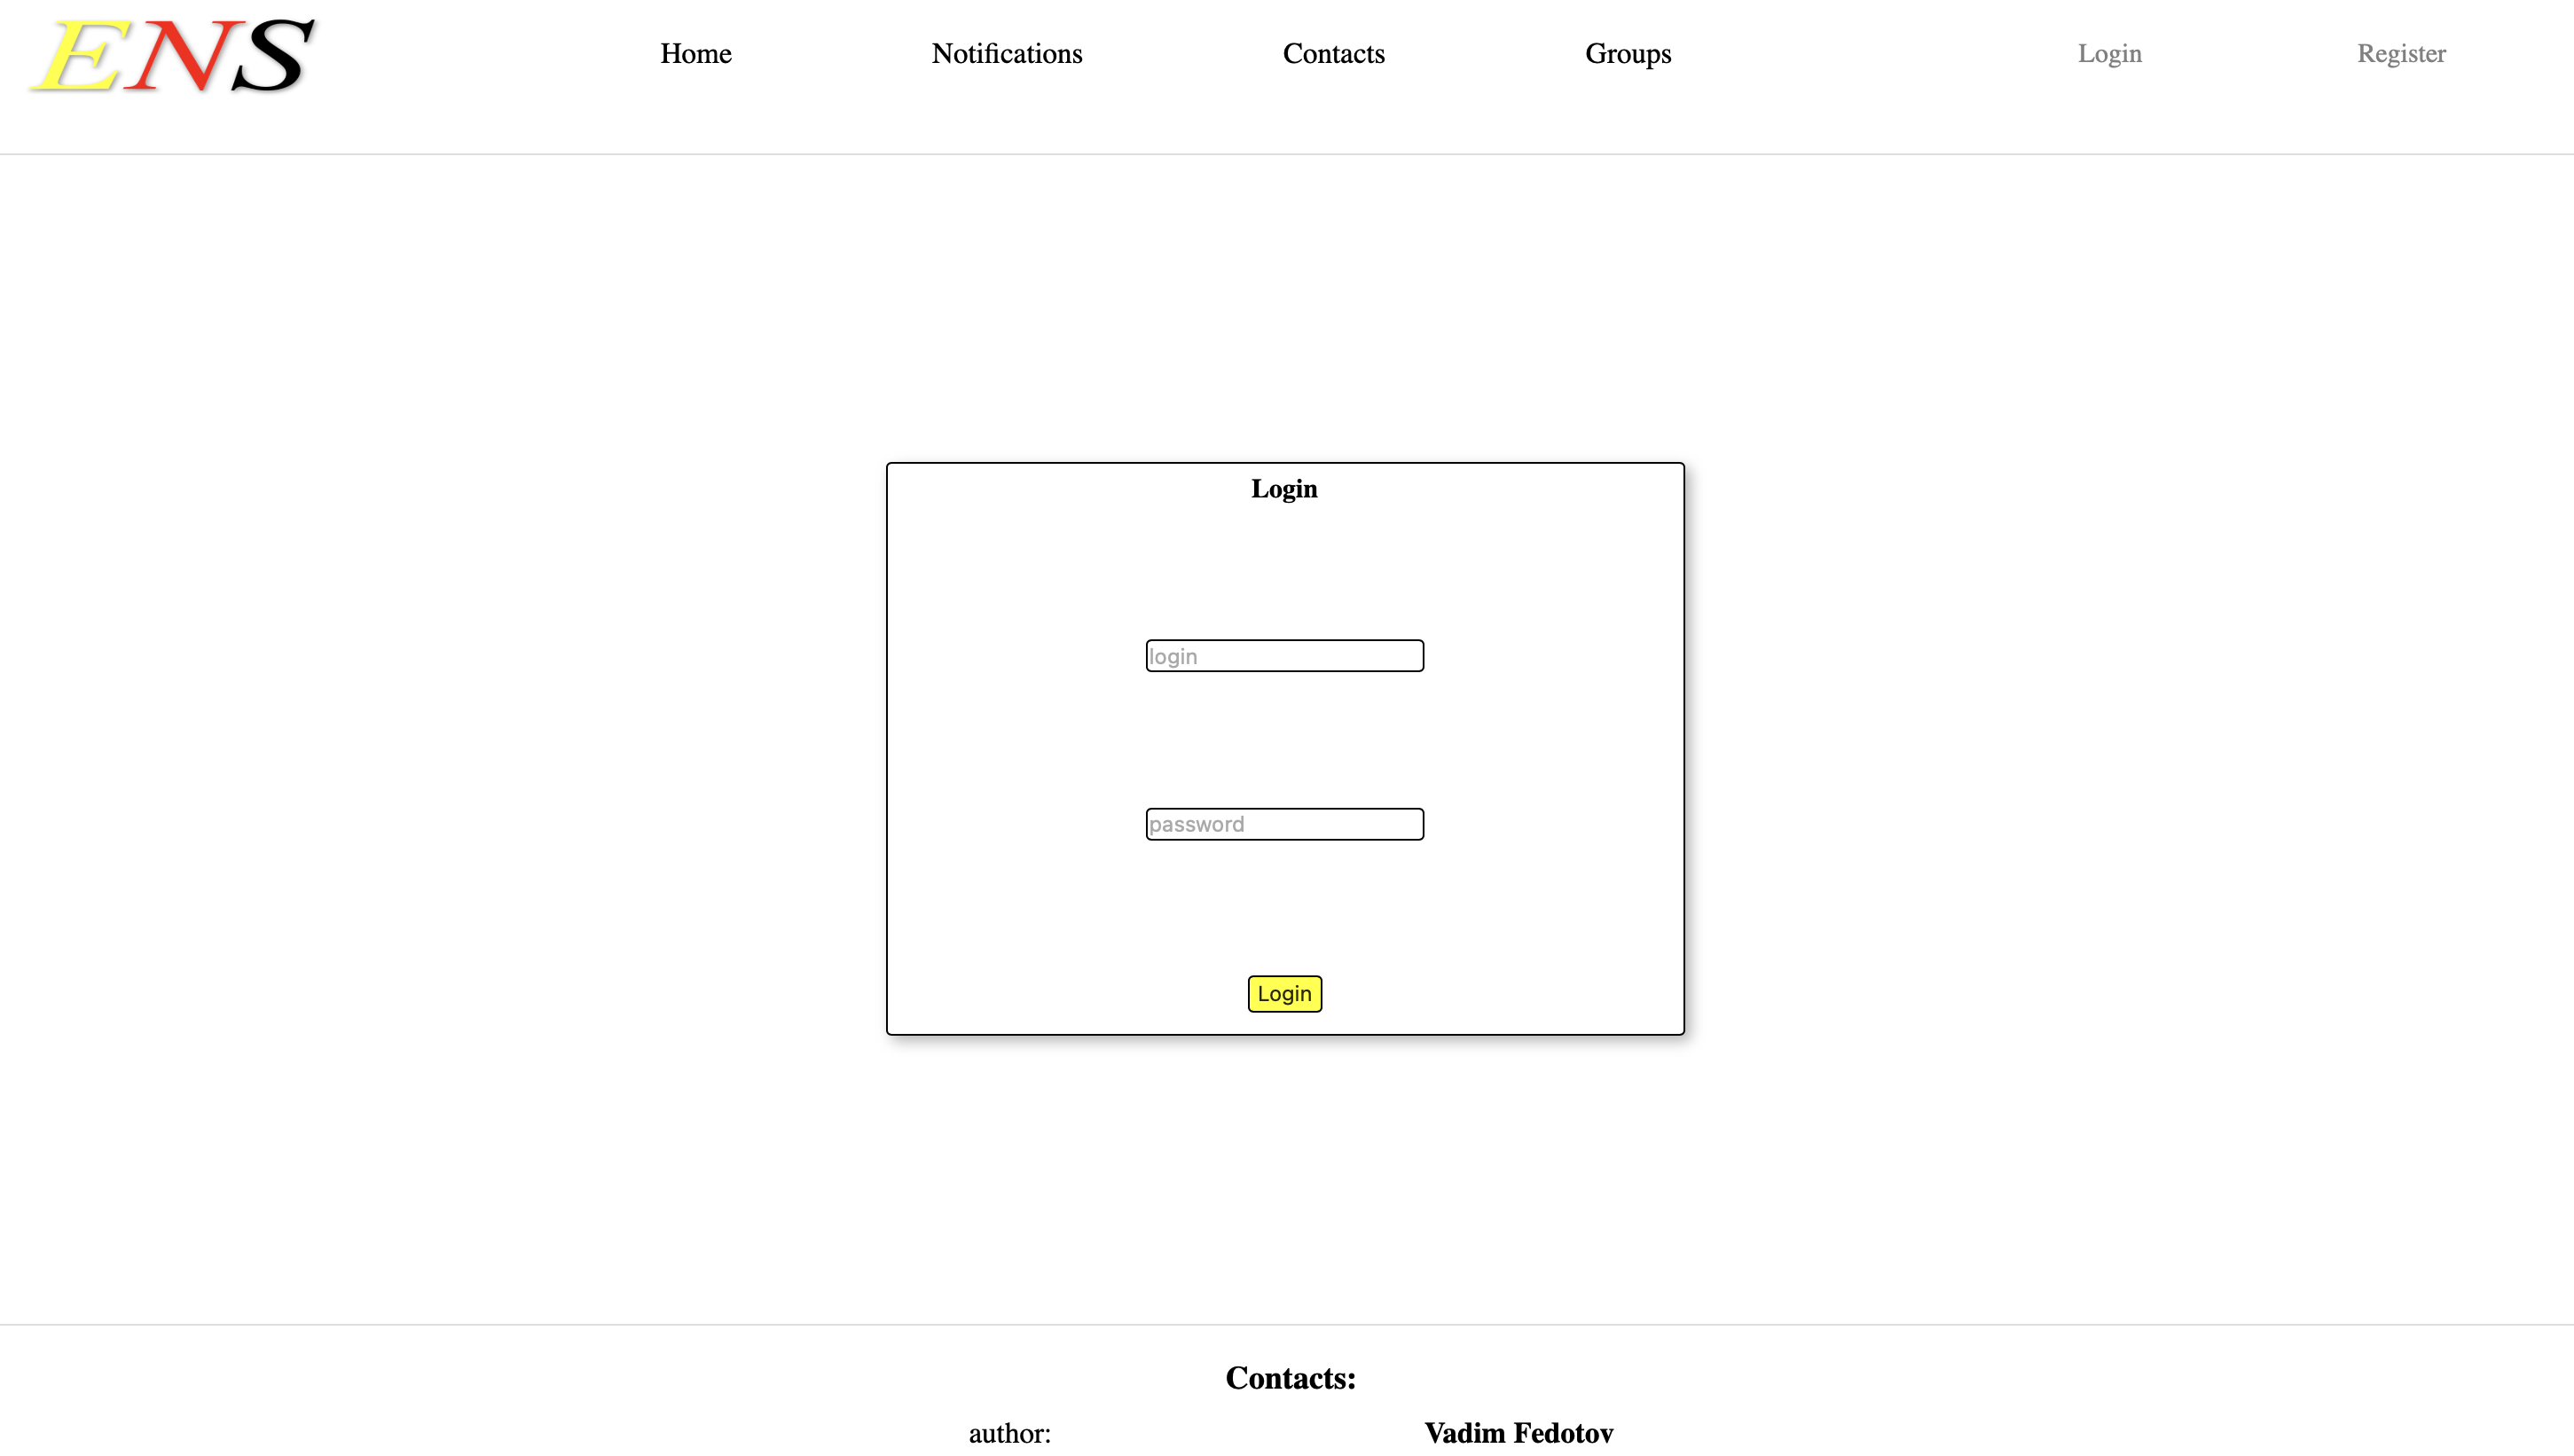 ENS Home Notifications Contacts Groups Login Register
Login
login
password
Login
Contacts:
author: Vadim Fedotov